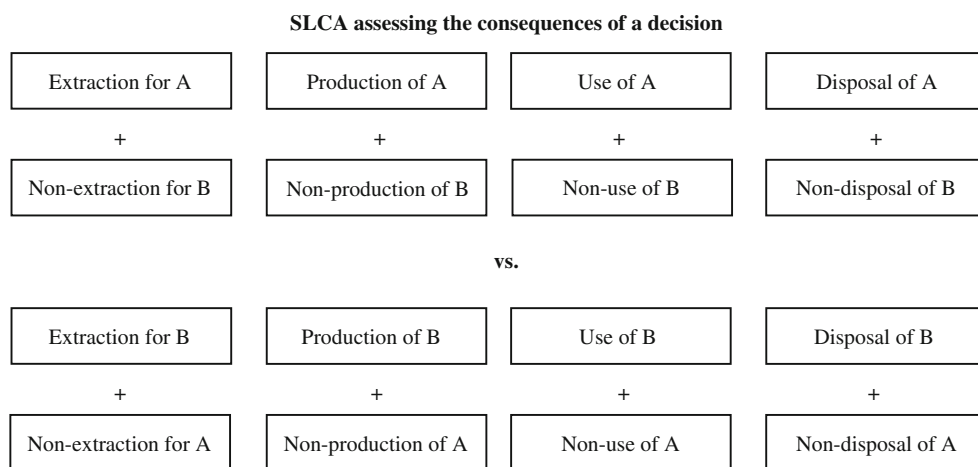 SLCA assessing the consequences of a decision
Extraction for A Production of A Use of A Disposal of A
+ + + +
Non-extraction for B Non-production of B Non-use of B Non-disposal of B
vs.
Extraction for B Production of B Use of B Disposal of B
+ + + +
Non-extraction for A Non-production of A Non-use of A Non-disposal of A